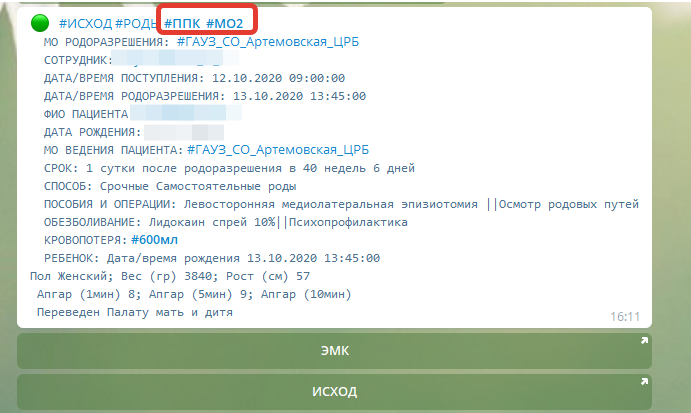 #ИСХОД #РОДЫ #ППК #МО2
МО РОДОРАЗРЕШЕНИЯ: #ГАУЗ_СО_Артемовская_ЦРБ
СОТРУДНИК:
ДАТА/ВРЕМЯ ПОСТУПЛЕНИЯ: 12.10.2020 09:00:00
ДАТА/ВРЕМЯ РОДОРАЗРЕШЕНИЯ: 13.10.2020 13:45:00
ФИО ПАЦИЕНТА
ДАТА РОЖДЕНИЯ:
МО ВЕДЕНИЯ ПАЦИЕНТА: #ГАУЗ_СО_Артемовская_ЦРБ
СРОК: 1 сутки после родоразрешения в 40 недель 6 дней
СПОСОБ: Срочные Самостоятельные роды
ПОСОБИЯ И ОПЕРАЦИИ: Левосторонняя медиолатеральная эпизиотомия ||Осмотр родовых путей
ОБЕЗБОЛИВАНИЕ: Лидокаин спрей 10%||Психопрофилактика
КРОВОПОТЕРЯ: #600мл
РЕБЕНОК: Дата/время рождения 13.10.2020 13:45:00
Пол Женский; Вес (гр) 3840; Рост (см) 57
Апгар (1мин) 8; Апгар (5мин) 9; Апгар (10мин)
Переведен Палату мать и дитя
16:11
ЭМК
ИСХОД